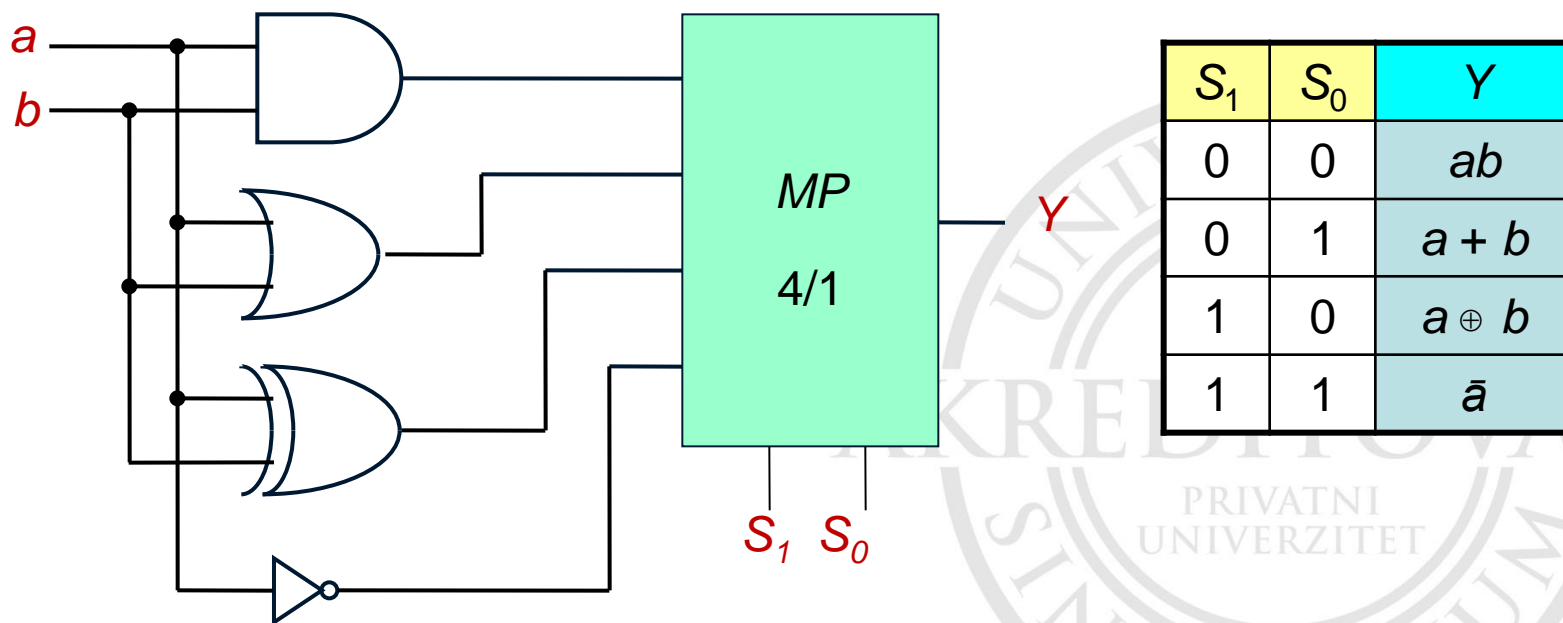 a
b
MP
4/1
Y
S₁ S₀
S₁ S₀ Y
0 0 ab
0 1 a + b
1 0 a ⊕ b
1 1 ā
PRIVATNI
UNIVERZITET